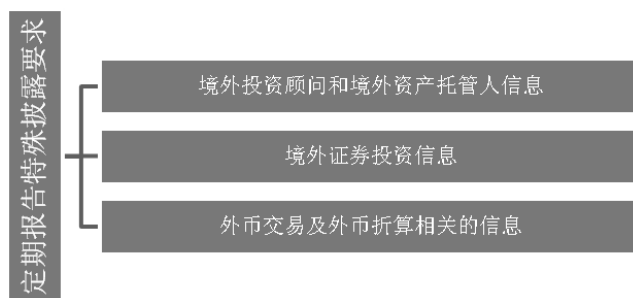 定期报告特殊披露要求
境外投资顾问和境外资产托管人信息
境外证券投资信息
外币交易及外币折算相关的信息